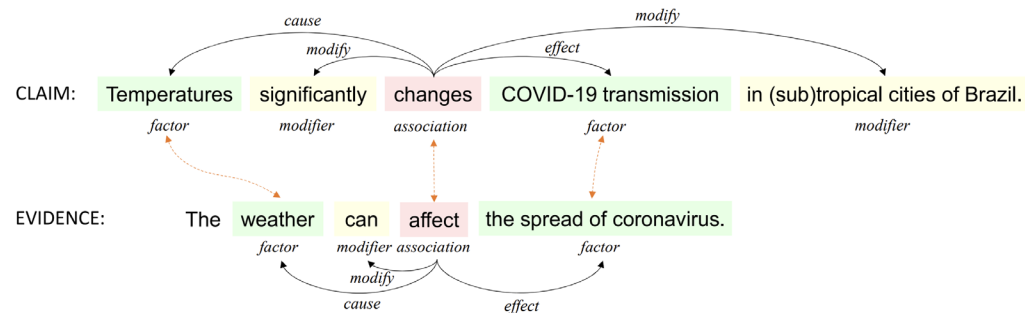 modify
cause
modify
effect
CLAIM: Temperatures significantly changes COVID-19 transmission in (sub)tropical cities of Brazil.
factor modifier association factor modifier
EVIDENCE: The weather can affect the spread of coronavirus.
factor modifier association factor
modify
cause effect